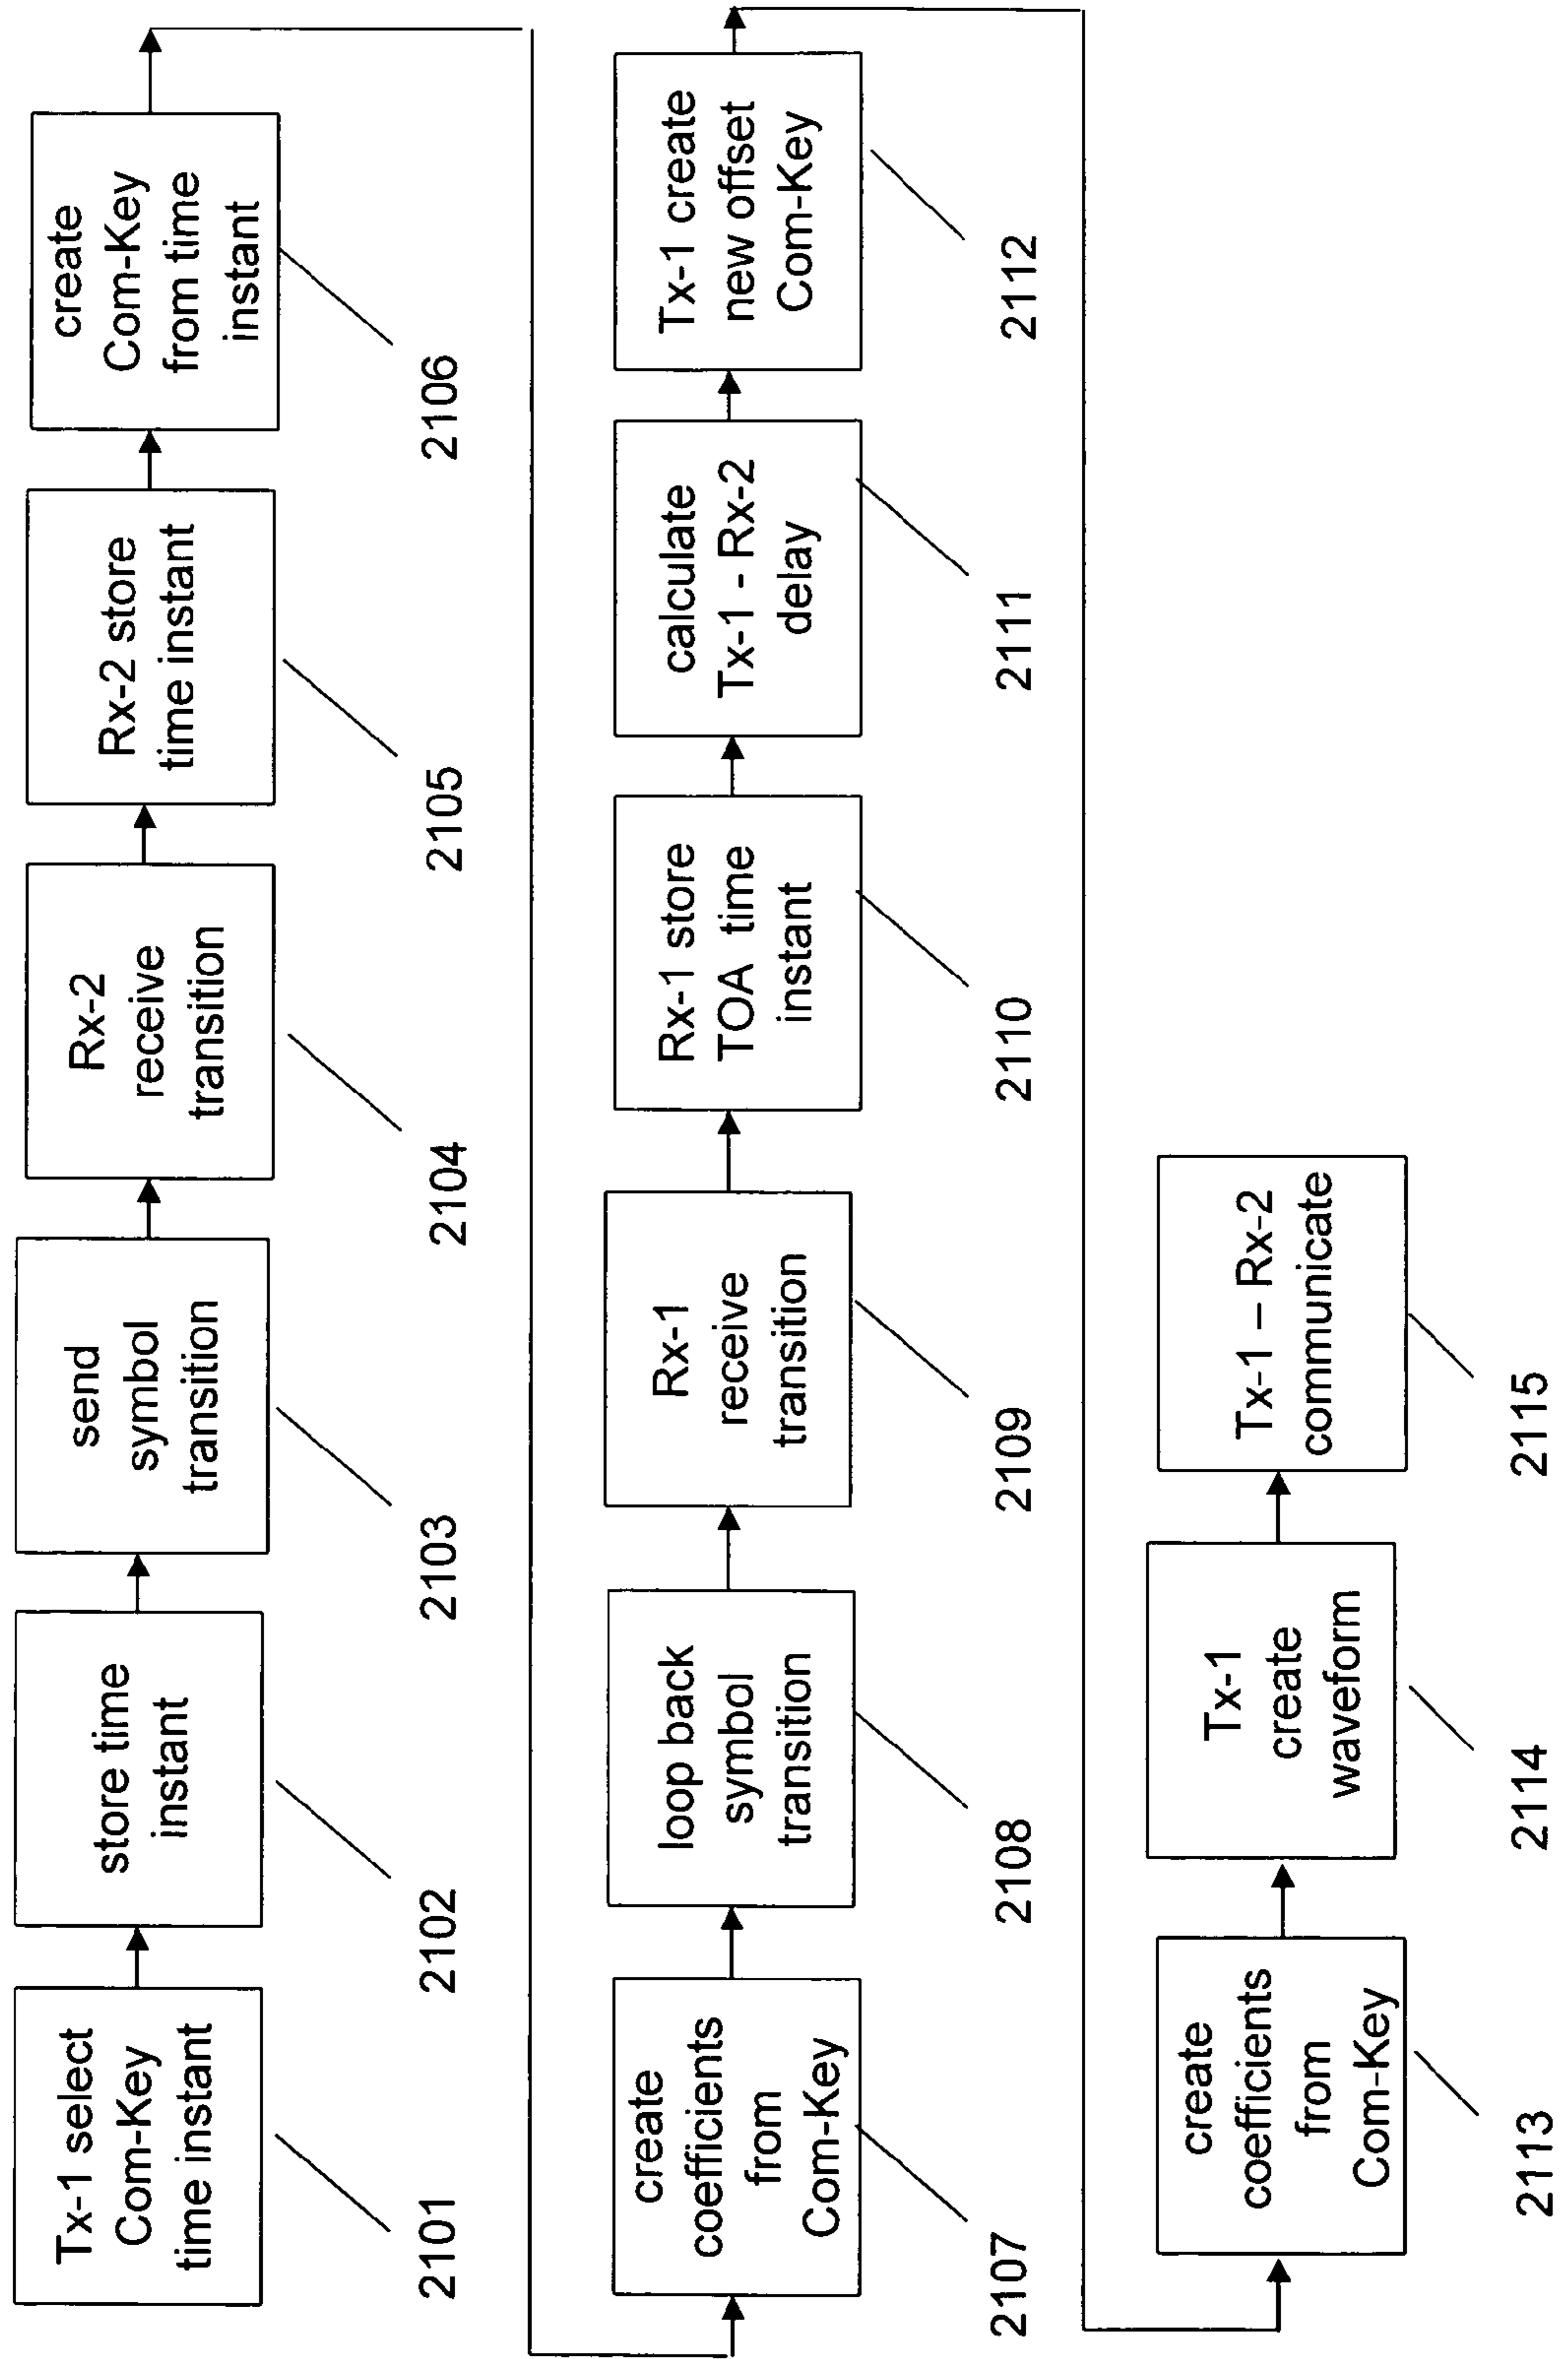 Tx-1 select
Com-Key
time instant
2101
store time
instant
2102
send
symbol
transition
2103
Rx-2
receive
transition
2104
Rx-2 store
time instant
2105
create
Com-Key
from time
instant
2106
create
coefficients
from
Com-Key
2107
loop back
symbol
transition
2108
Rx-1
receive
transition
2109
Rx-1 store
TOA time
instant
2110
calculate
Tx-1 - Rx-2
delay
2111
Tx-1 create
new offset
Com-Key
2112
create
coefficients
from
Com-Key
2113
Tx-1
create
waveform
2114
Tx-1 – Rx-2
communicate
2115